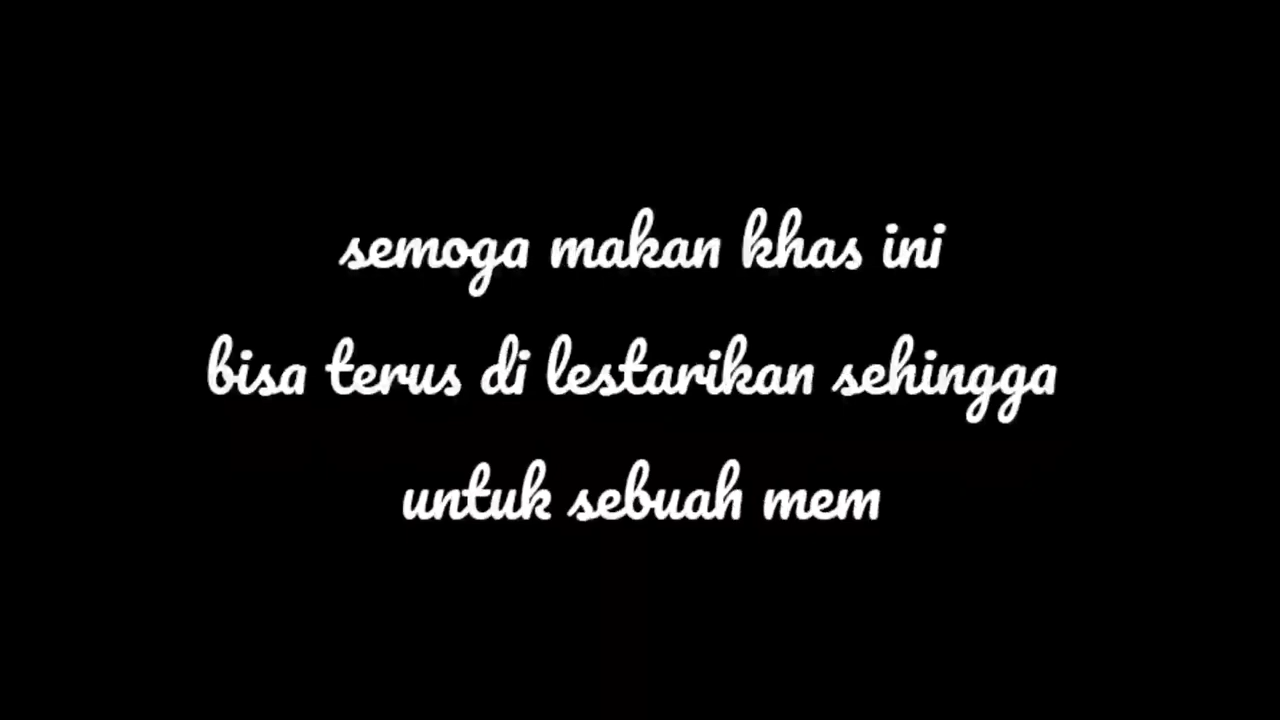 semoga makan khas ini
bisa terus di lestarikan sehingga
untuk sebuah mem